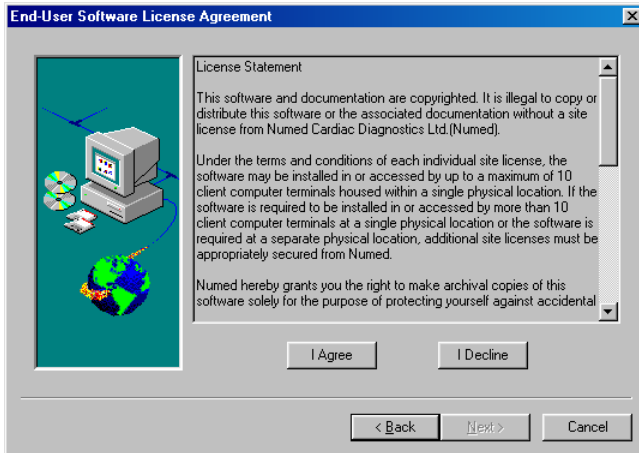 End-User Software License Agreement
License Statement
This software and documentation are copyrighted. It is illegal to copy or
distribute this software or the associated documentation without a site
license from Numed Cardiac Diagnostics Ltd.(Numed).
Under the terms and conditions of each individual site license, the
software may be installed in or accessed by up to a maximum of 10
client computer terminals housed within a single physical location. If the
software is required to be installed in or accessed by more than 10
client computer terminals at a single physical location or the software is
required at a separate physical location, additional site licenses must be
appropriately secured from Numed.
Numed hereby grants you the right to make archival copies of this
software solely for the purpose of protecting yourself against accidental
I Agree
I Decline
< Back
Next >
Cancel